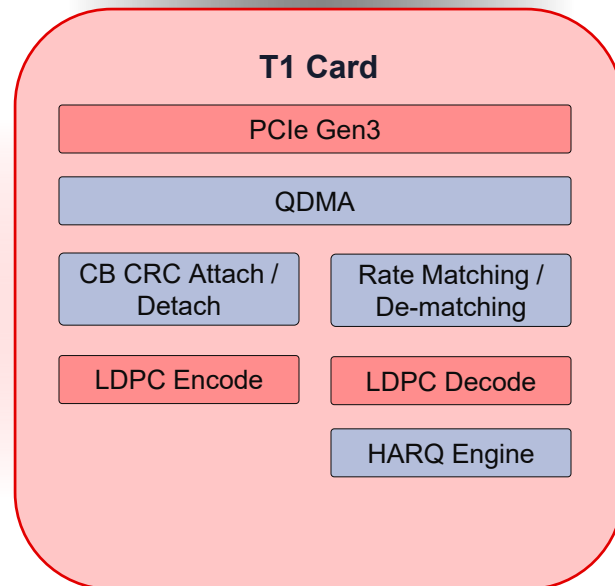 T1 Card
PCIe Gen3
QDMA
CB CRC Attach /
Detach
Rate Matching /
De-matching
LDPC Encode
LDPC Decode
HARQ Engine